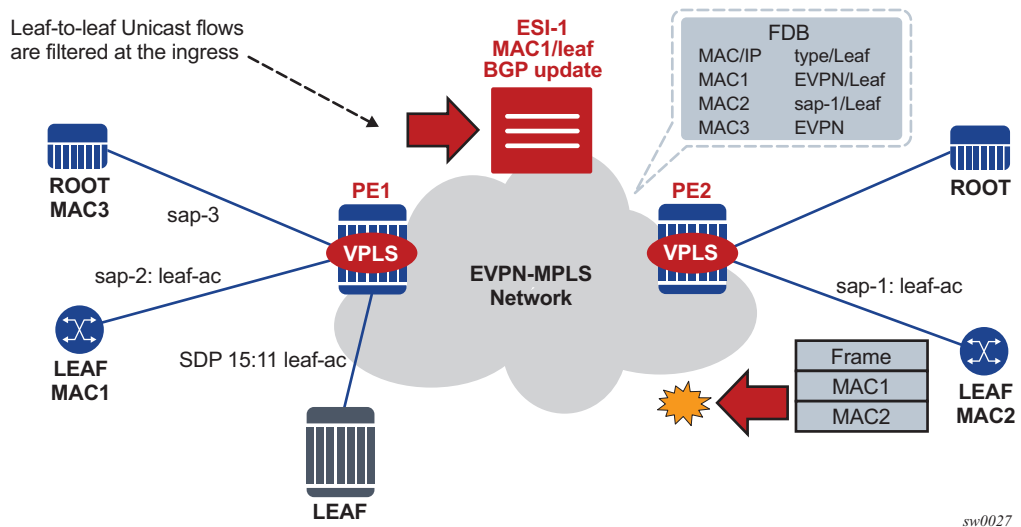 Leaf-to-leaf Unicast flows
are filtered at the ingress
ESI-1
MAC1/leaf
BGP update
FDB
MAC/IP type/Leaf
MAC1 EVPN/Leaf
MAC2 sap-1/Leaf
MAC3 EVPN
ROOT
MAC3
sap-3
PE1
VPLS
PE2
VPLS
ROOT
EVPN-MPLS
Network
sap-2: leaf-ac
sap-1: leaf-ac
LEAF
MAC1
SDP 15:11 leaf-ac
Frame
MAC1
MAC2
LEAF
MAC2
LEAF
sw0027